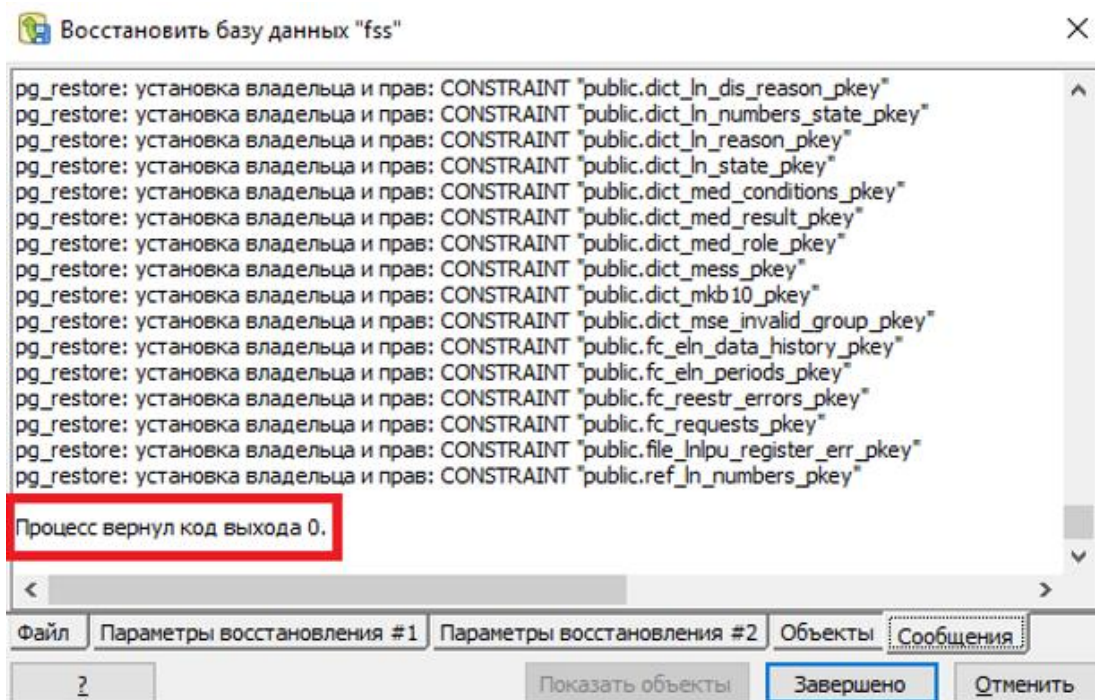 Восстановить базу данных "fss"
pg_restore: установка владельца и прав: CONSTRAINT "public.dict_ln_dis_reason_pkey"
pg_restore: установка владельца и прав: CONSTRAINT "public.dict_ln_numbers_state_pkey"
pg_restore: установка владельца и прав: CONSTRAINT "public.dict_ln_reason_pkey"
pg_restore: установка владельца и прав: CONSTRAINT "public.dict_ln_state_pkey"
pg_restore: установка владельца и прав: CONSTRAINT "public.dict_med_conditions_pkey"
pg_restore: установка владельца и прав: CONSTRAINT "public.dict_med_result_pkey"
pg_restore: установка владельца и прав: CONSTRAINT "public.dict_med_role_pkey"
pg_restore: установка владельца и прав: CONSTRAINT "public.dict_mess_pkey"
pg_restore: установка владельца и прав: CONSTRAINT "public.dict_mkb10_pkey"
pg_restore: установка владельца и прав: CONSTRAINT "public.dict_mse_invalid_group_pkey"
pg_restore: установка владельца и прав: CONSTRAINT "public.fc_eln_data_history_pkey"
pg_restore: установка владельца и прав: CONSTRAINT "public.fc_eln_periods_pkey"
pg_restore: установка владельца и прав: CONSTRAINT "public.fc_reestr_errors_pkey"
pg_restore: установка владельца и прав: CONSTRAINT "public.fc_requests_pkey"
pg_restore: установка владельца и прав: CONSTRAINT "public.file_lnlpu_register_err_pkey"
pg_restore: установка владельца и прав: CONSTRAINT "public.ref_ln_numbers_pkey"
Процесс вернул код выхода 0.
Файл Параметры восстановления #1 Параметры восстановления #2 Объекты Сообщения
? Показать объекты Завершено Отменить